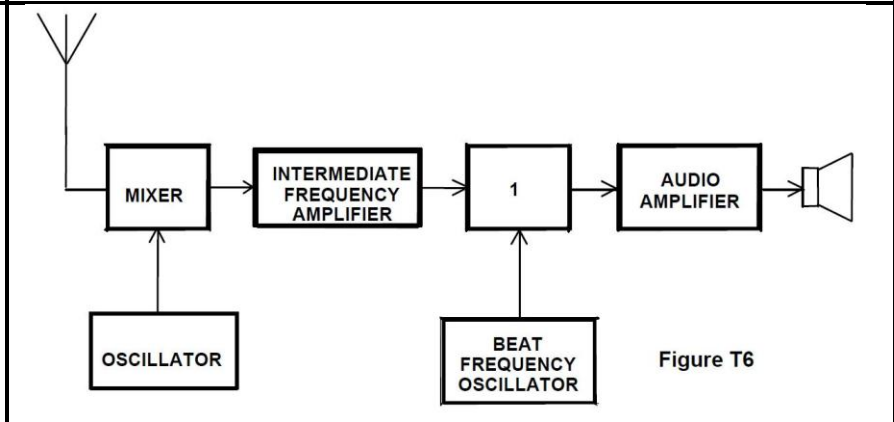 MIXER
INTERMEDIATE
FREQUENCY
AMPLIFIER
1
AUDIO
AMPLIFIER
OSCILLATOR
BEAT
FREQUENCY
OSCILLATOR
Figure T6